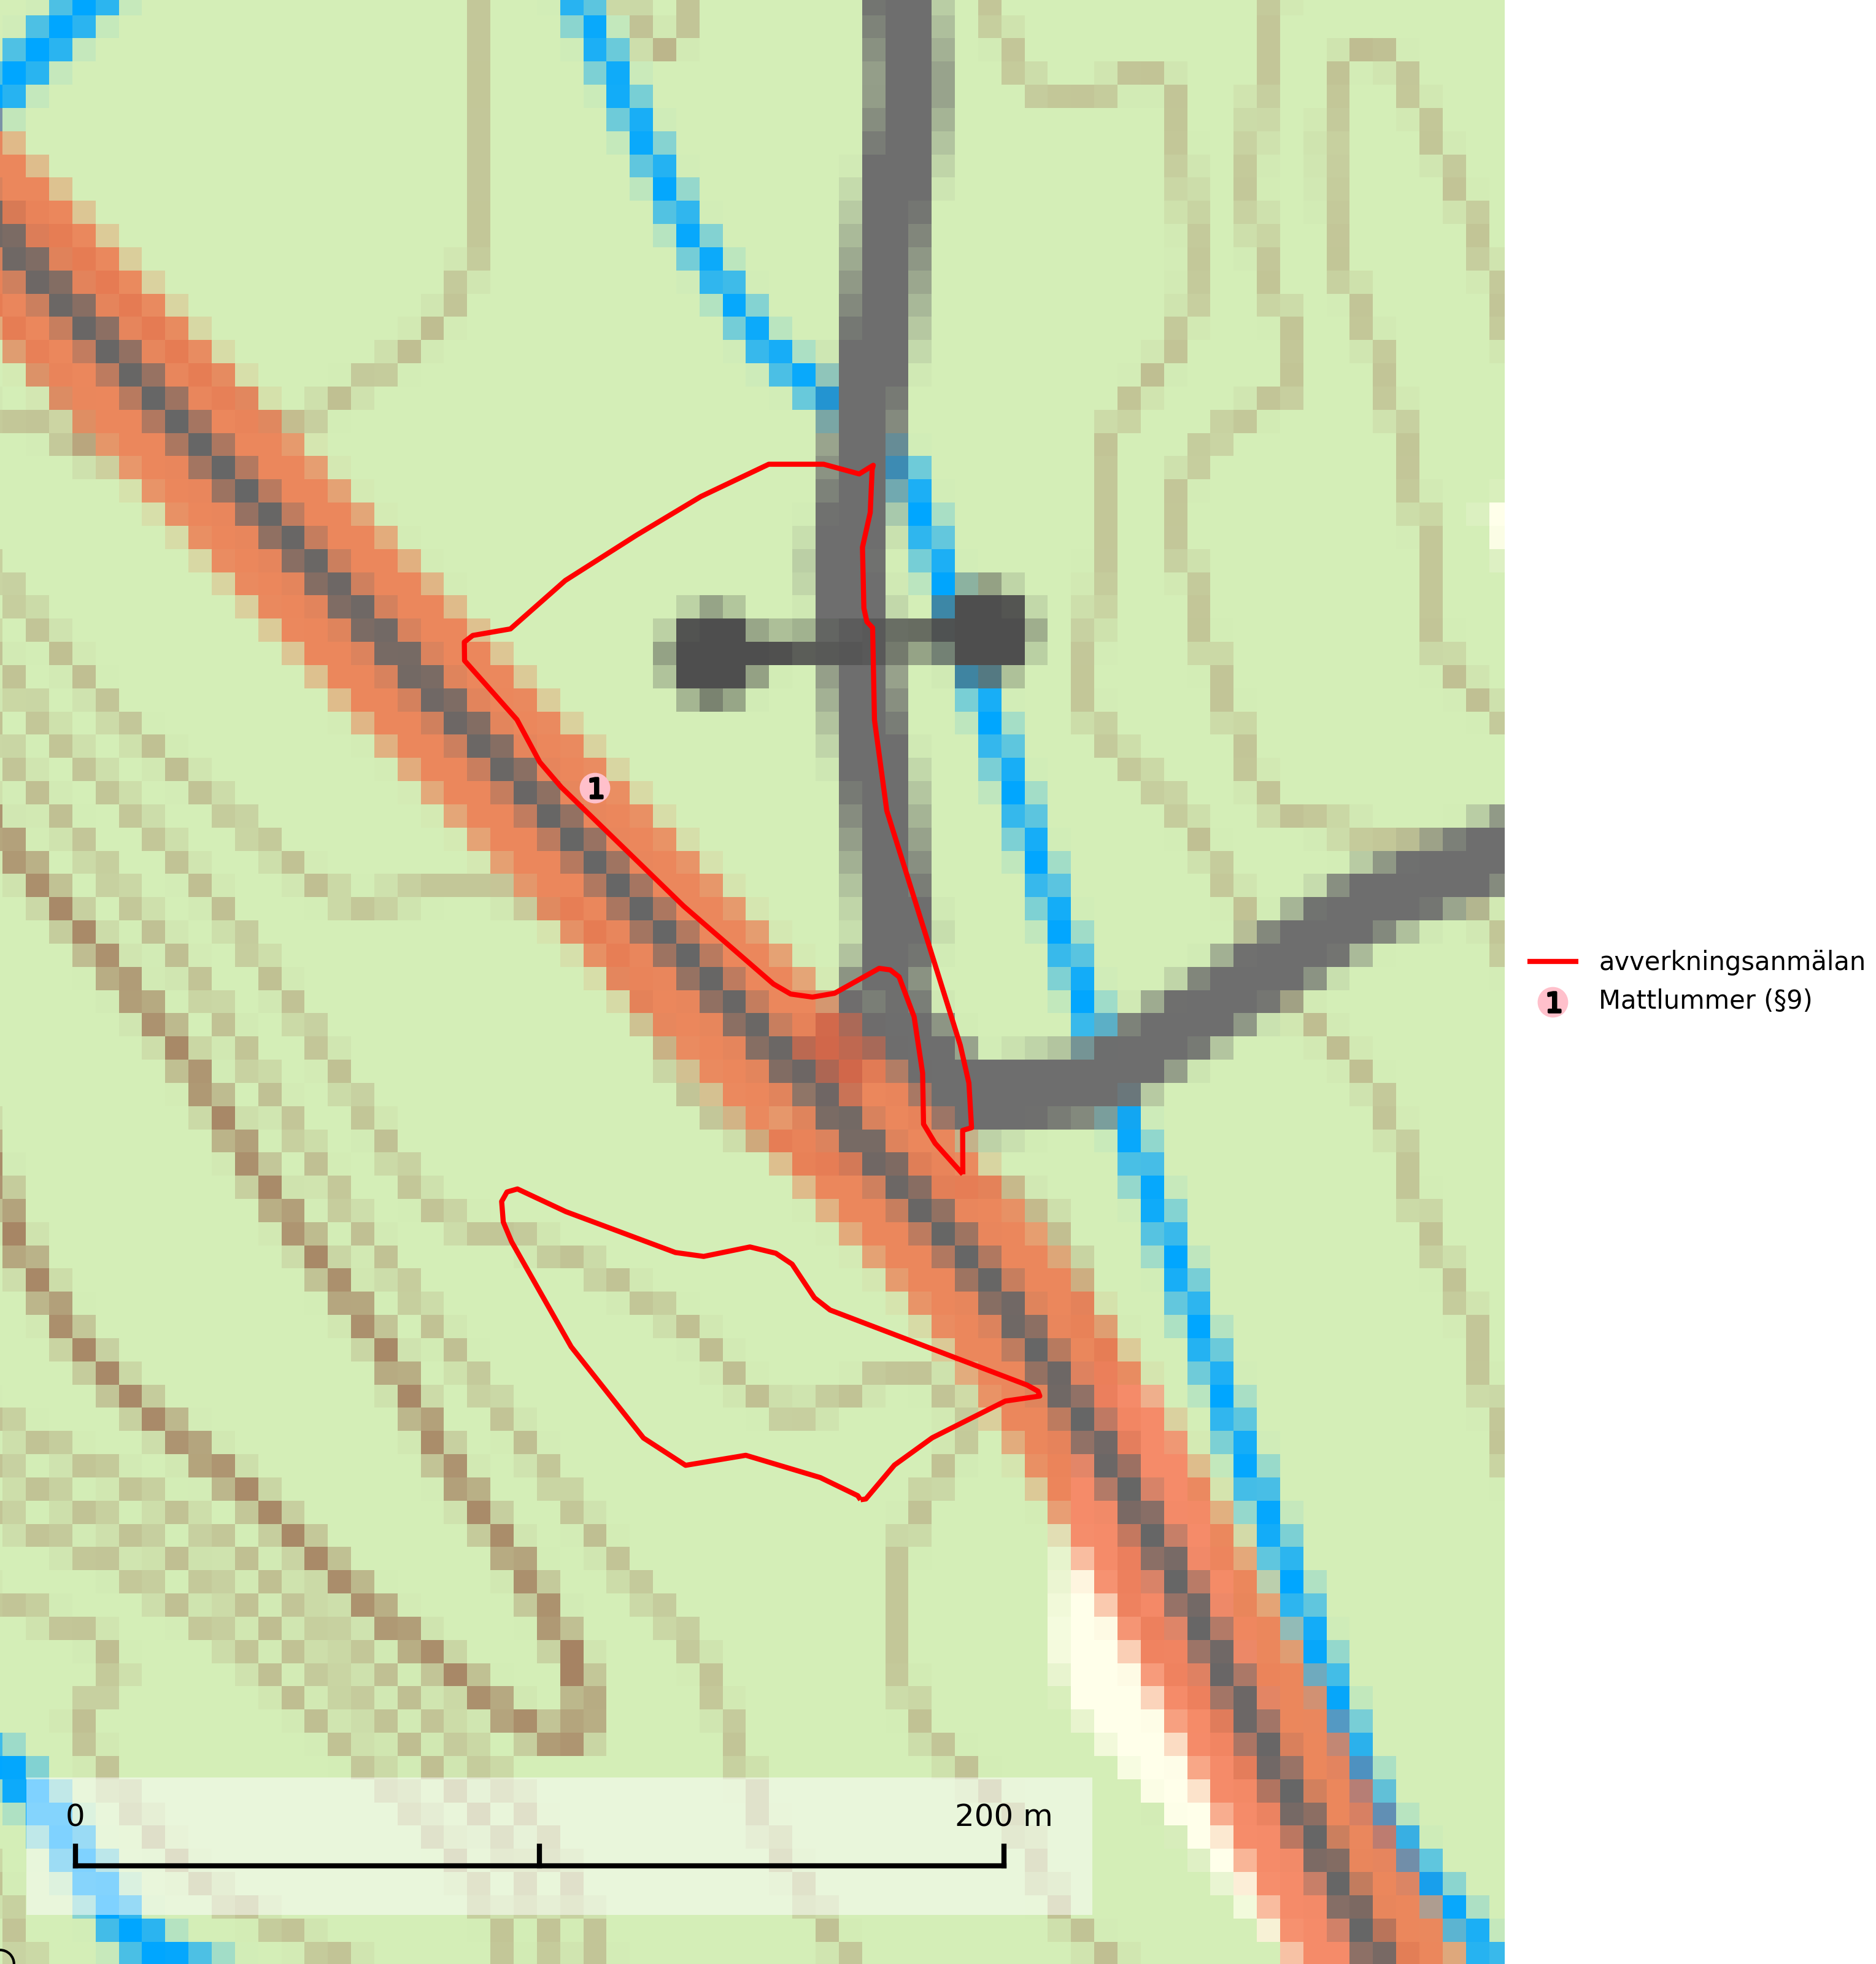 1
avverkningsanmälan
1 Mattlummer (§9)
0 200 m